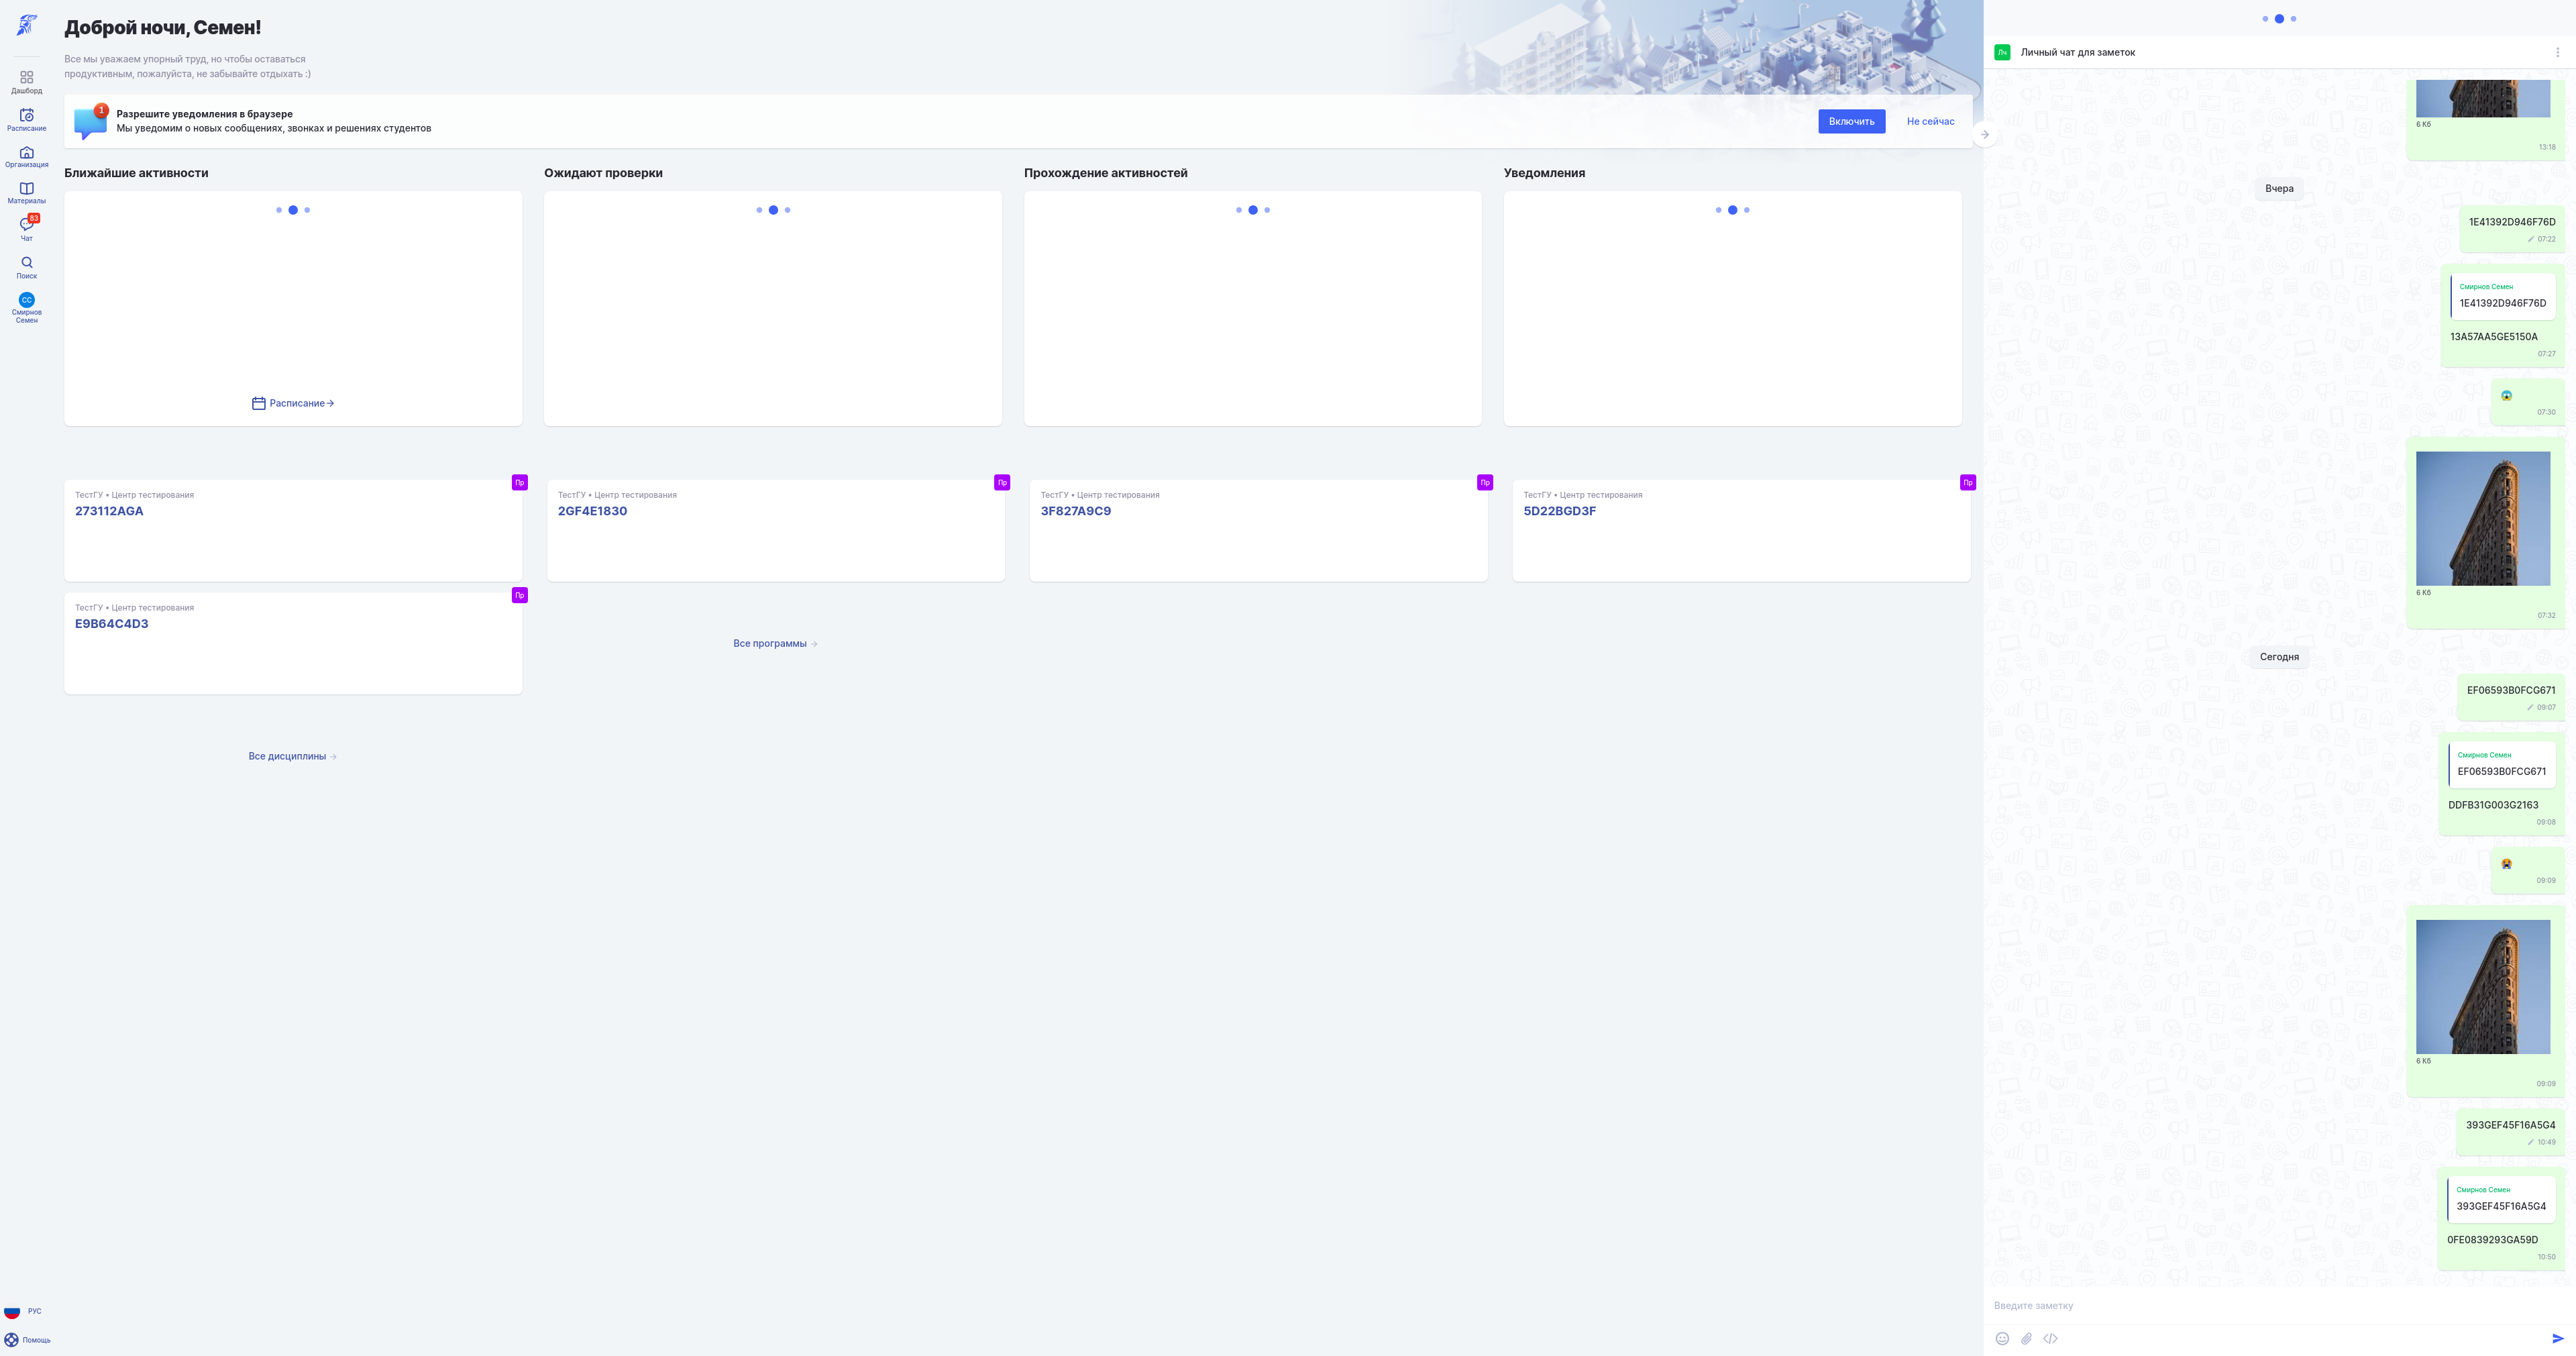 Дашборд
Расписание
Организация
Материалы
83
Чат
Поиск
СС
Смирнов
Семен
РУС
Помощь
Доброй ночи, Семен!
Все мы уважаем упорный труд, но чтобы оставаться
продуктивным, пожалуйста, не забывайте отдыхать :)
1
Разрешите уведомления в браузере
Мы уведомим о новых сообщениях, звонках и решениях студентов
Включить
Не сейчас
Ближайшие активности
Ожидают проверки
Прохождение активностей
Уведомления
Расписание
Пр
ТестГУ • Центр тестирования
273112AGA
Пр
ТестГУ • Центр тестирования
2GF4E1830
Пр
ТестГУ • Центр тестирования
3F827A9C9
Пр
ТестГУ • Центр тестирования
5D22BGD3F
Пр
ТестГУ • Центр тестирования
E9B64C4D3
Все программы
Все дисциплины
Лч
Личный чат для заметок
6 Кб
13:18
Вчера
1E41392D946F76D
07:22
Смирнов Семен
1E41392D946F76D
13A57AA5GE5150A
07:27
07:30
6 Кб
07:32
Сегодня
EF06593B0FCG671
09:07
Смирнов Семен
EF06593B0FCG671
DDFB31G003G2163
09:08
09:09
6 Кб
09:09
393GEF45F16A5G4
10:49
Смирнов Семен
393GEF45F16A5G4
0FE0839293GA59D
10:50
Введите заметку